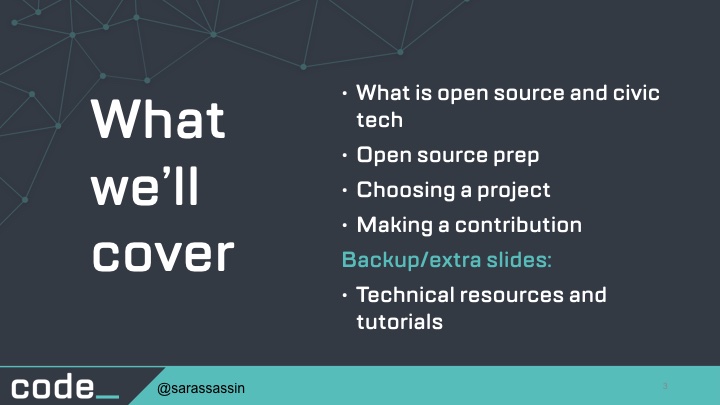 What
we’ll
cover
• What is open source and civic
tech
• Open source prep
• Choosing a project
• Making a contribution
Backup/extra slides:
• Technical resources and
tutorials
code_
@sarassassin
3